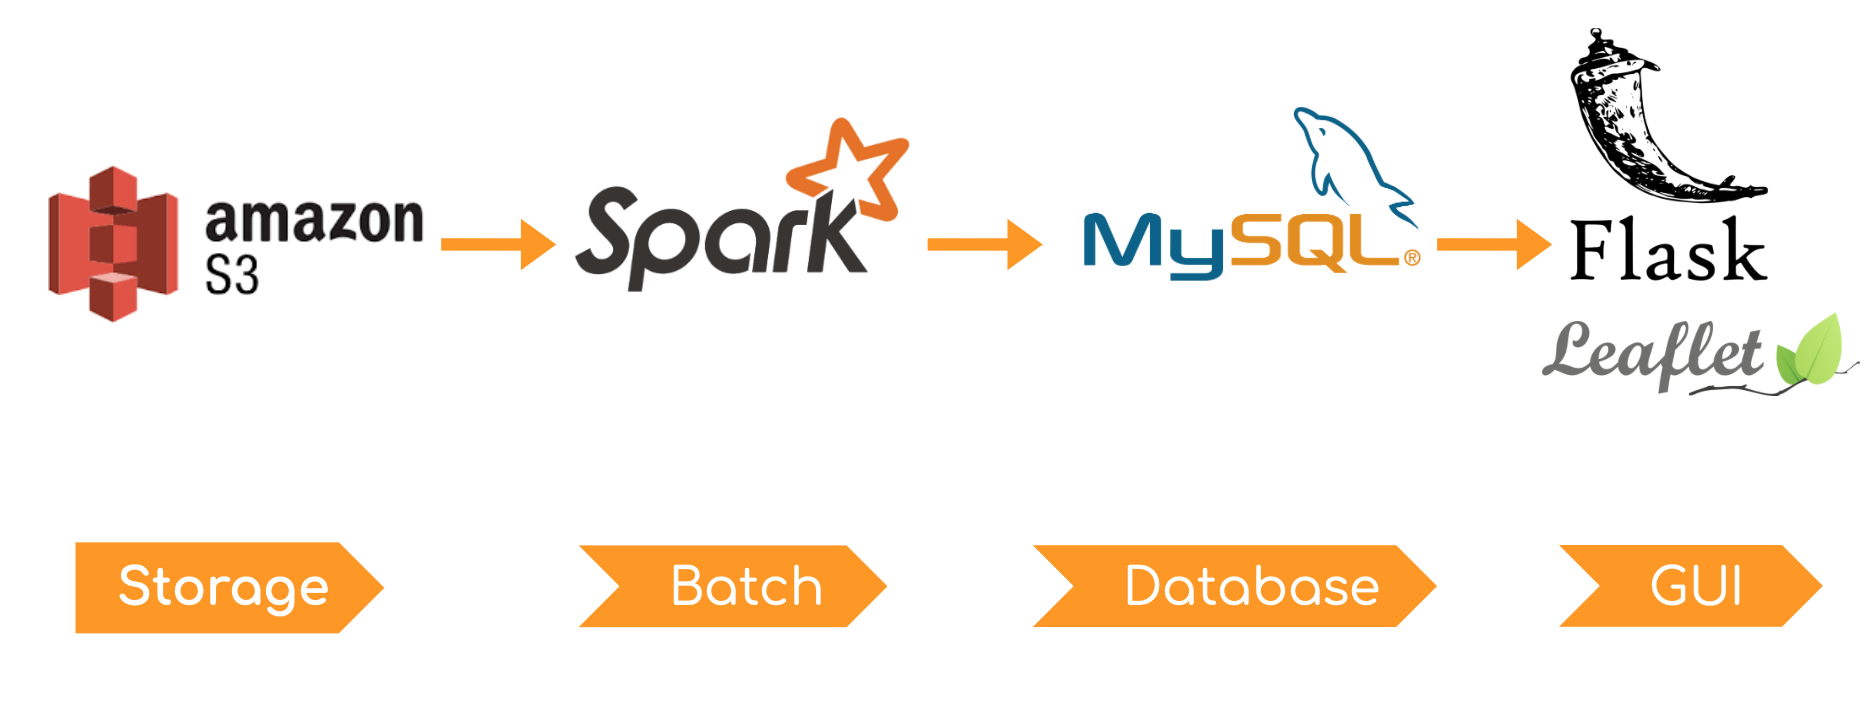 amazon
S3
Spark
MySQL®
Flask
Leaflet
Storage
Batch
Database
GUI